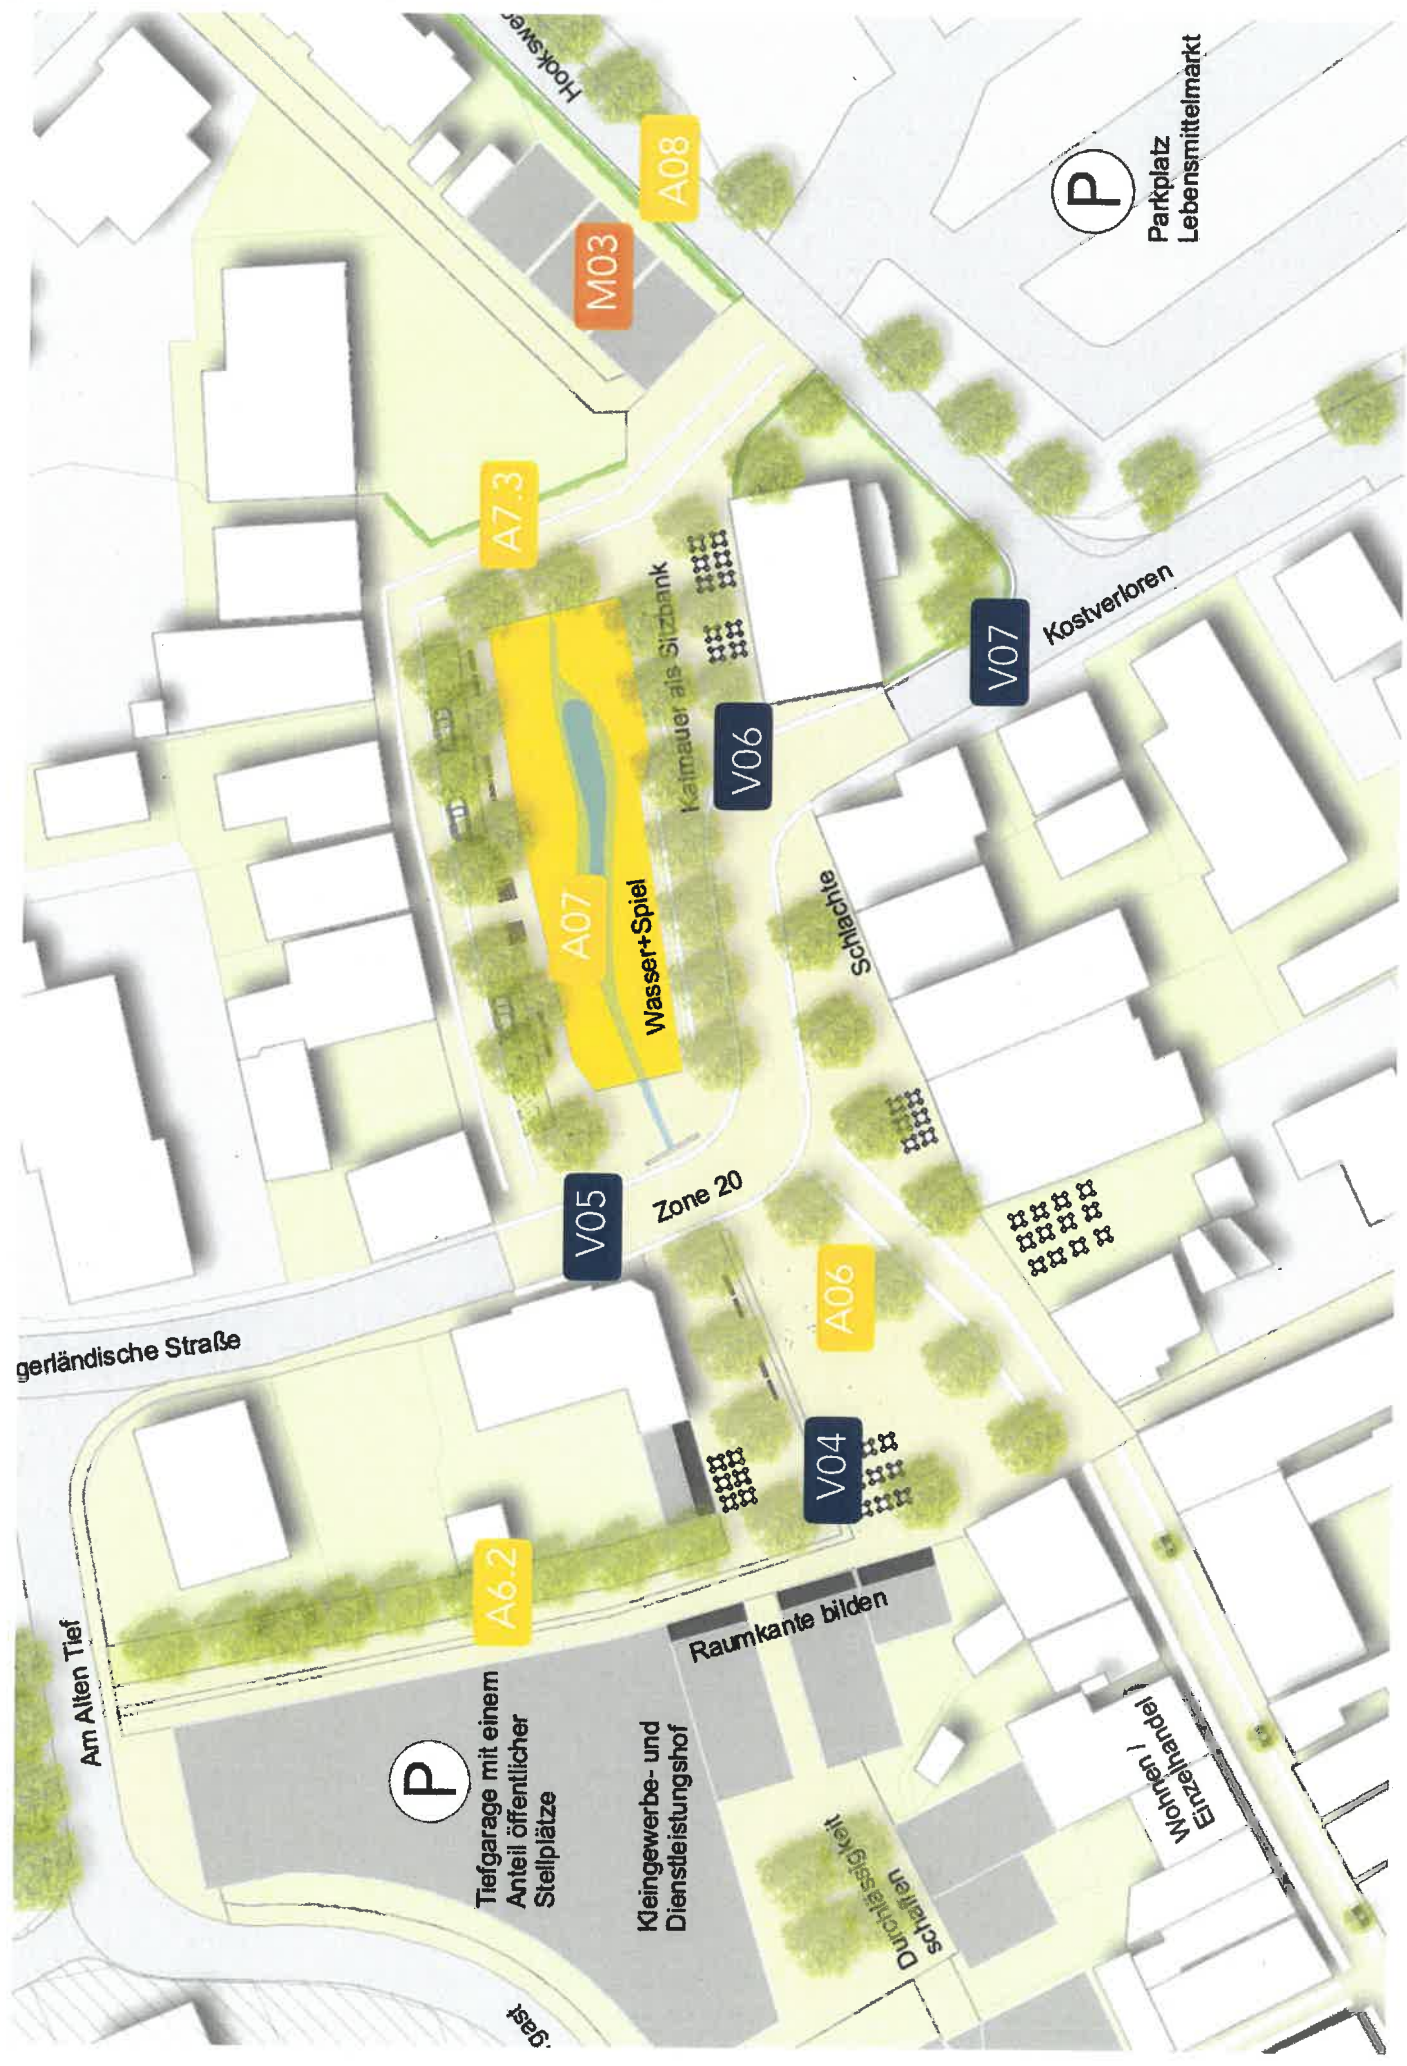 Hooksweg
A08
M03
P
Parkplatz
Lebensmittelmarkt
A7.3
Kaimauer als Sitzbank
V07
Kostverloren
V06
A07
Wasser+Spiel
Schlachte
V05
Zone 20
gerländische Straße
A06
V04
A6.2
Raumkante bilden
Am Alten Tief
P
Tiefgarage mit einem
Anteil öffentlicher
Stellplätze
Kleingewerbe- und
Dienstleistungshof
Durchlässigkeit
schaffen
Wohnen /
Einzelhandel
gast